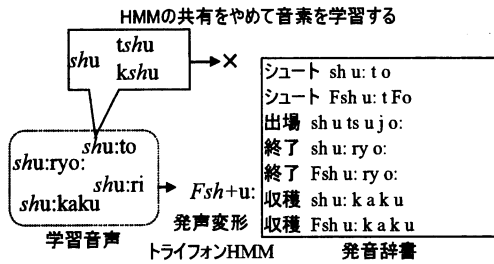 HMMの共有をやめて音素を学習する
shu tshu
kshu
×
shu:to
shu:ryo:
shu:ri
shu:kaku
学習音声
Fsh+u:
発声変形
トライフォンHMM
シュート sh u: t o
シュート Fsh u: t Fo
出場 sh u ts u j o:
終了 sh u: ry o:
終了 Fsh u: ry o:
収穫 sh u: k a k u
収穫 Fsh u: k a k u
発音辞書